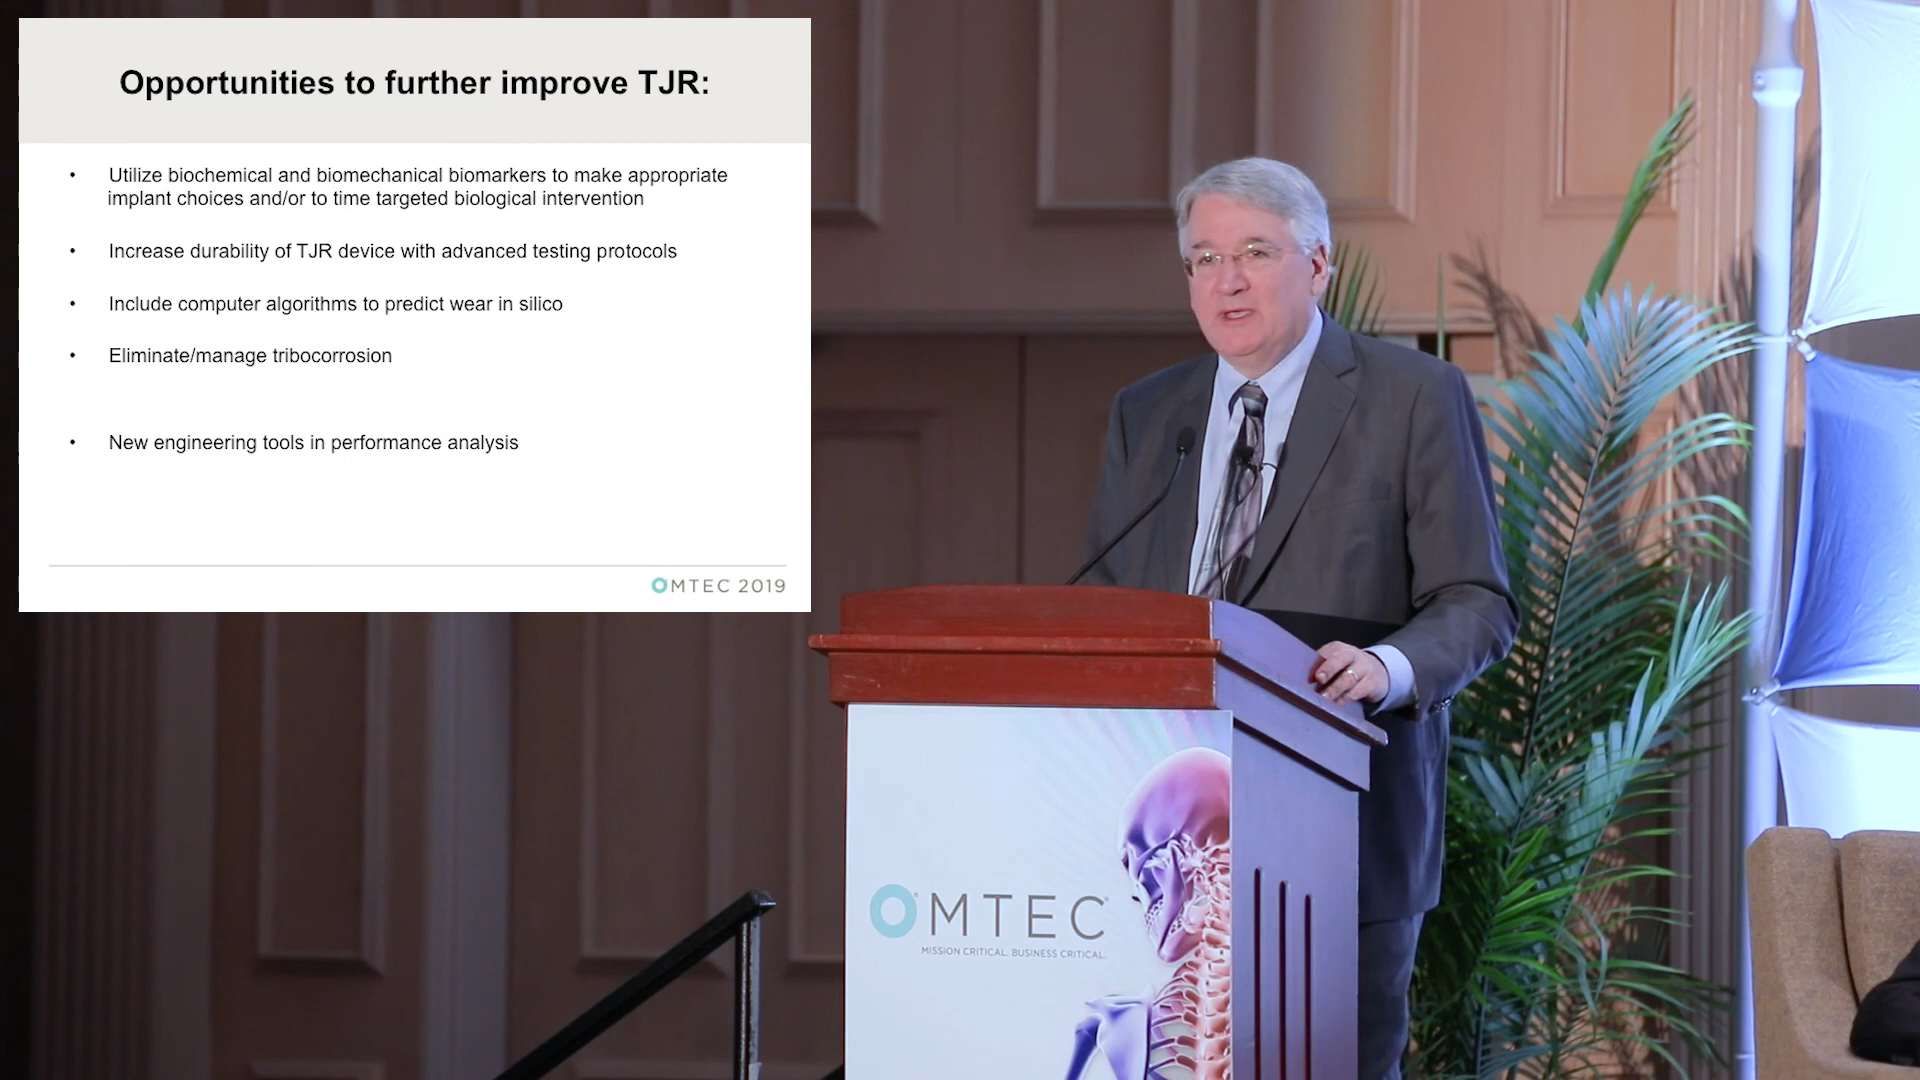 Opportunities to further improve TJR:
• Utilize biochemical and biomechanical biomarkers to make appropriate
implant choices and/or to time targeted biological intervention
• Increase durability of TJR device with advanced testing protocols
• Include computer algorithms to predict wear in silico
• Eliminate/manage tribocorrosion
• New engineering tools in performance analysis
OMTEC 2019
OMTEC
MISSION CRITICAL. BUSINESS CRITICAL.